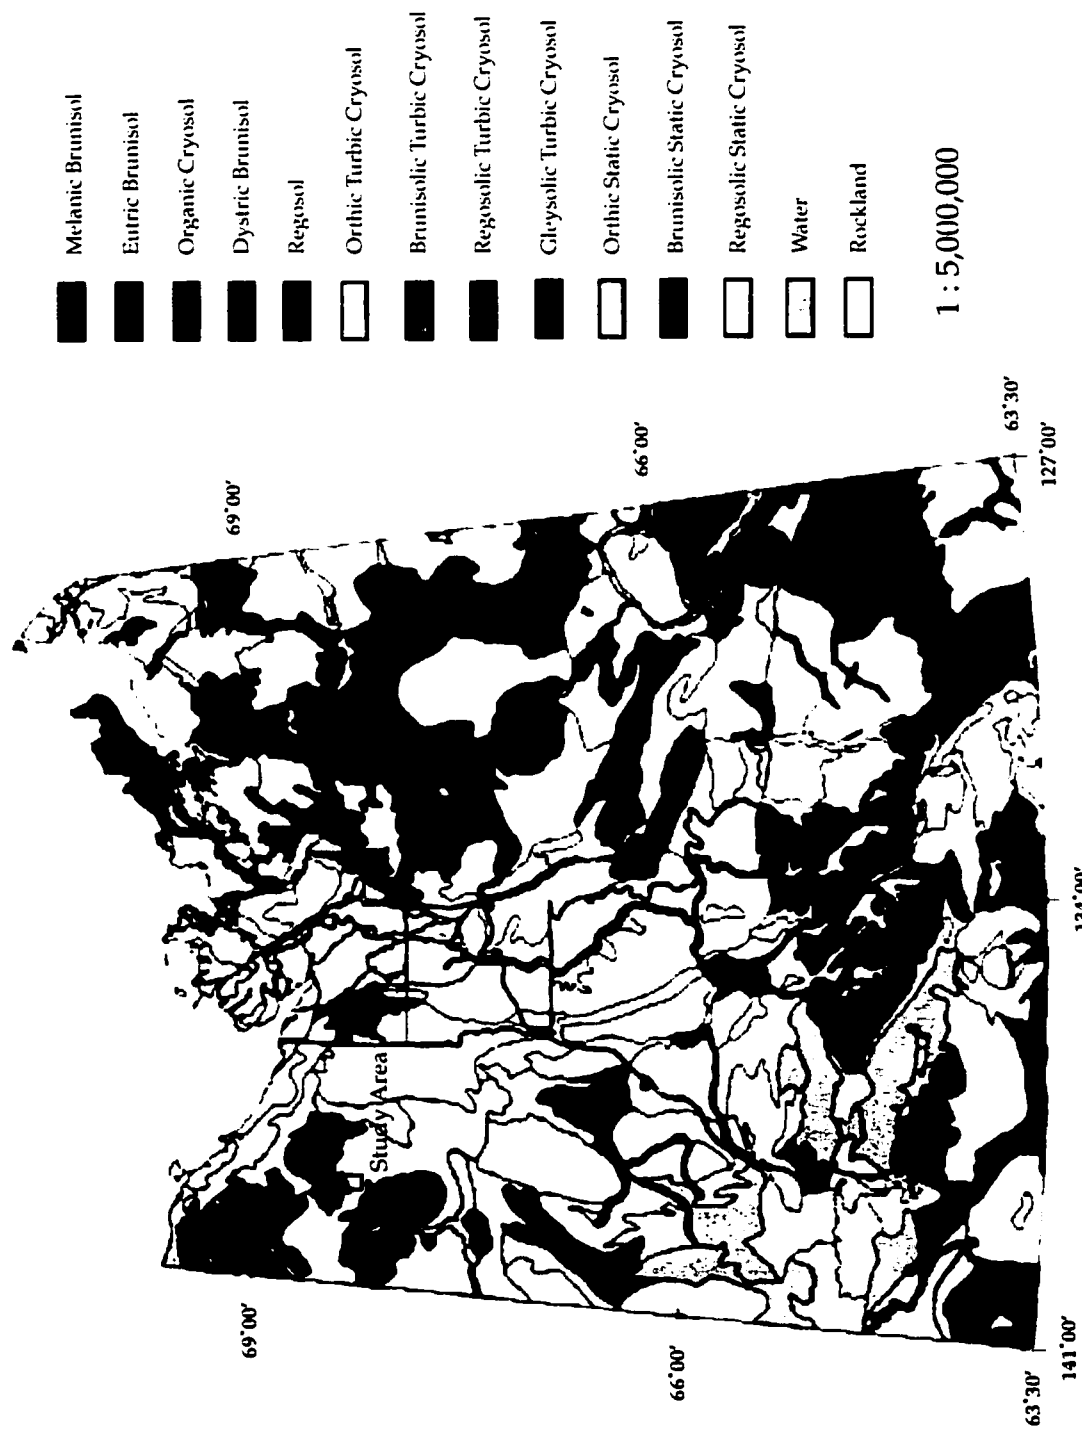 Melanic Brunisol
Eutric Brunisol
Organic Cryosol
Dystric Brunisol
Regosol
Orthic Turbic Cryosol
Brunisolic Turbic Cryosol
Regosolic Turbic Cryosol
Gleysolic Turbic Cryosol
Orthic Static Cryosol
Brunisolic Static Cryosol
Regosolic Static Cryosol
Water
Rockland
1 : 5,000,000
69°00'
66°00'
63°30'
127°00'
134°00'
Study Area
69°00'
66°00'
63°30'
141°00'